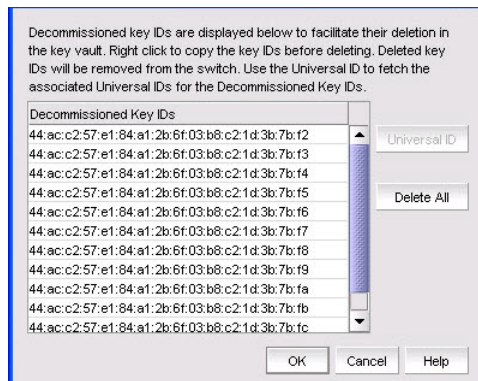 Decommissioned key IDs are displayed below to facilitate their deletion in
the key vault. Right click to copy the key IDs before deleting. Deleted key
IDs will be removed from the switch. Use the Universal ID to fetch the
associated Universal IDs for the Decommissioned Key IDs.
Decommissioned Key IDs
44:ac:c2:57:e1:84:a1:2b:6f:03:b8:c2:1d:3b:7b:f2
44:ac:c2:57:e1:84:a1:2b:6f:03:b8:c2:1d:3b:7b:f3
44:ac:c2:57:e1:84:a1:2b:6f:03:b8:c2:1d:3b:7b:f4
44:ac:c2:57:e1:84:a1:2b:6f:03:b8:c2:1d:3b:7b:f5
44:ac:c2:57:e1:84:a1:2b:6f:03:b8:c2:1d:3b:7b:f6
44:ac:c2:57:e1:84:a1:2b:6f:03:b8:c2:1d:3b:7b:f7
44:ac:c2:57:e1:84:a1:2b:6f:03:b8:c2:1d:3b:7b:f8
44:ac:c2:57:e1:84:a1:2b:6f:03:b8:c2:1d:3b:7b:f9
44:ac:c2:57:e1:84:a1:2b:6f:03:b8:c2:1d:3b:7b:fa
44:ac:c2:57:e1:84:a1:2b:6f:03:b8:c2:1d:3b:7b:fb
44:ac:c2:57:e1:84:a1:2b:6f:03:b8:c2:1d:3b:7b:fc
Universal ID
Delete All
OK
Cancel
Help